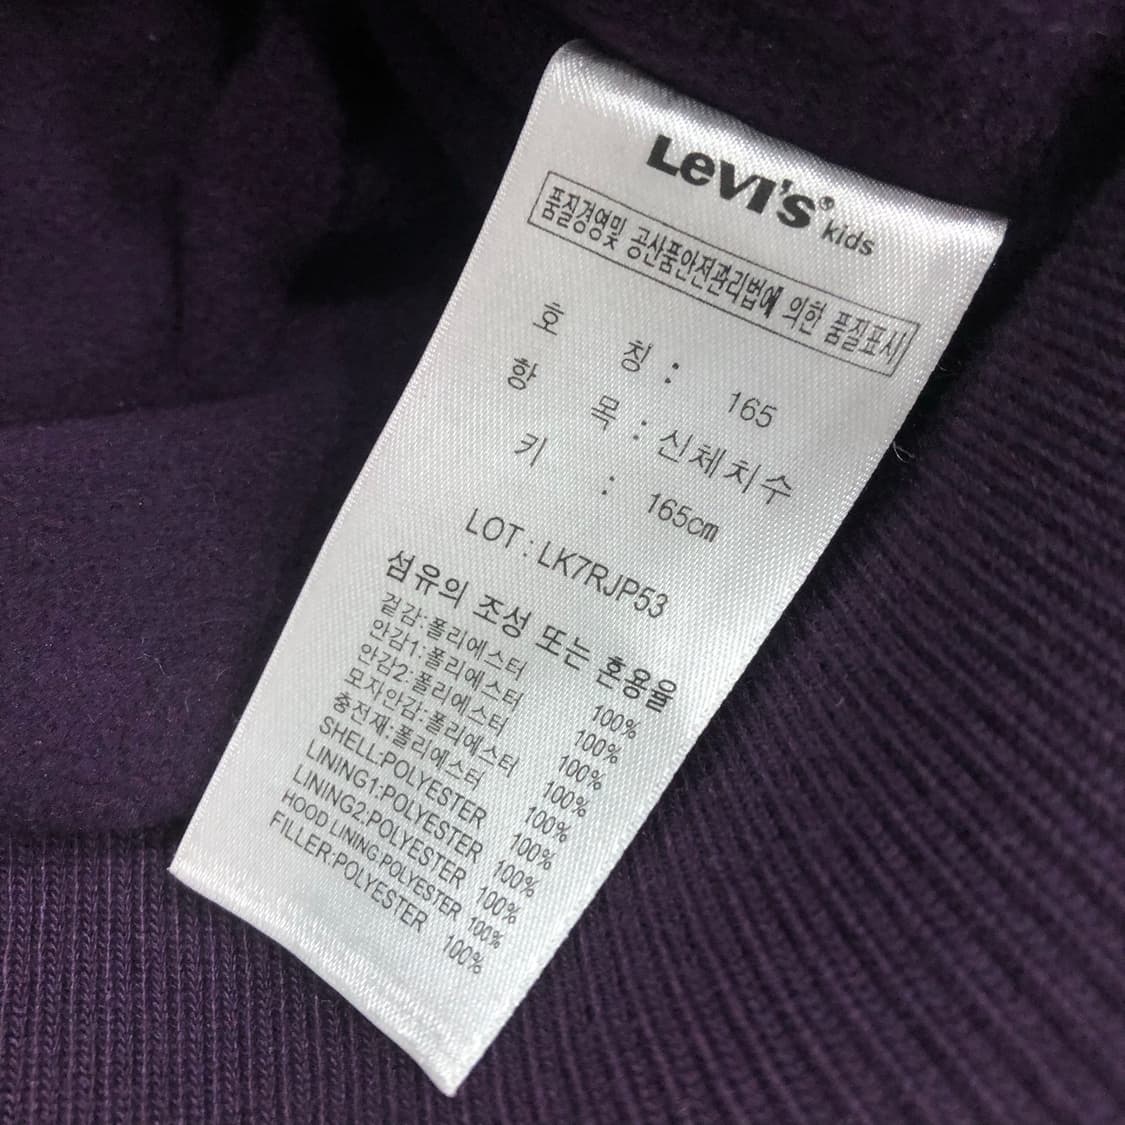 Levi's® kids
품질경영및 공산품안전관리법에 의한 품질표시
호 칭 : 165
항 목 : 신체치수
키 : 165cm
LOT : LK7RJP53
섬유의 조성 또는 혼용율
겉감:폴리에스터 100%
안감1:폴리에스터 100%
안감2:폴리에스터 100%
모자안감:폴리에스터 100%
충전재:폴리에스터 100%
SHELL:POLYESTER 100%
LINING1:POLYESTER 100%
LINING2:POLYESTER 100%
HOOD LINING:POLYESTER 100%
FILLER:POLYESTER 100%